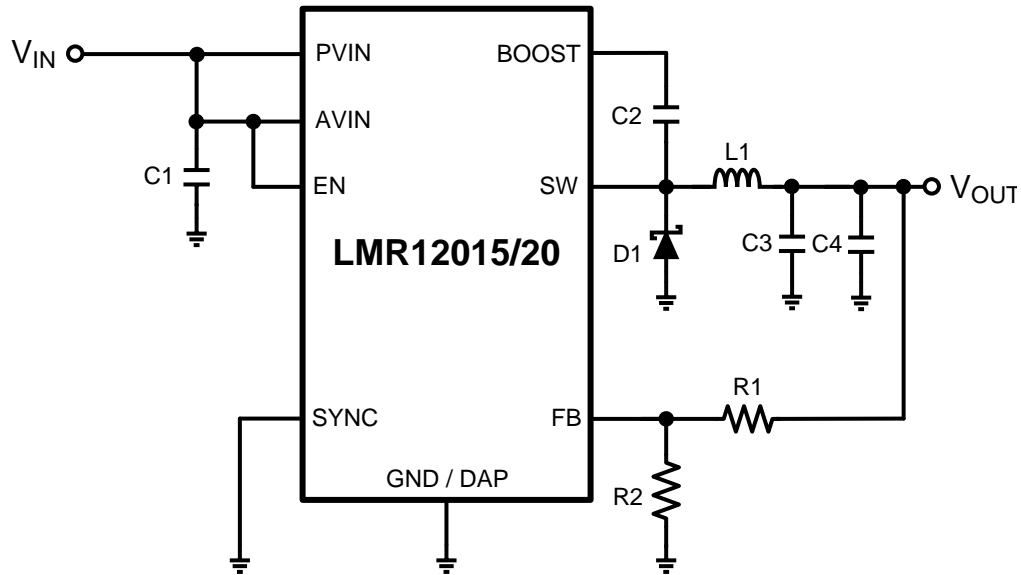 VIN
PVIN
BOOST
C2
AVIN
L1
C1
EN
SW
VOUT
LMR12015/20
D1
C3
C4
R1
SYNC
FB
GND / DAP
R2